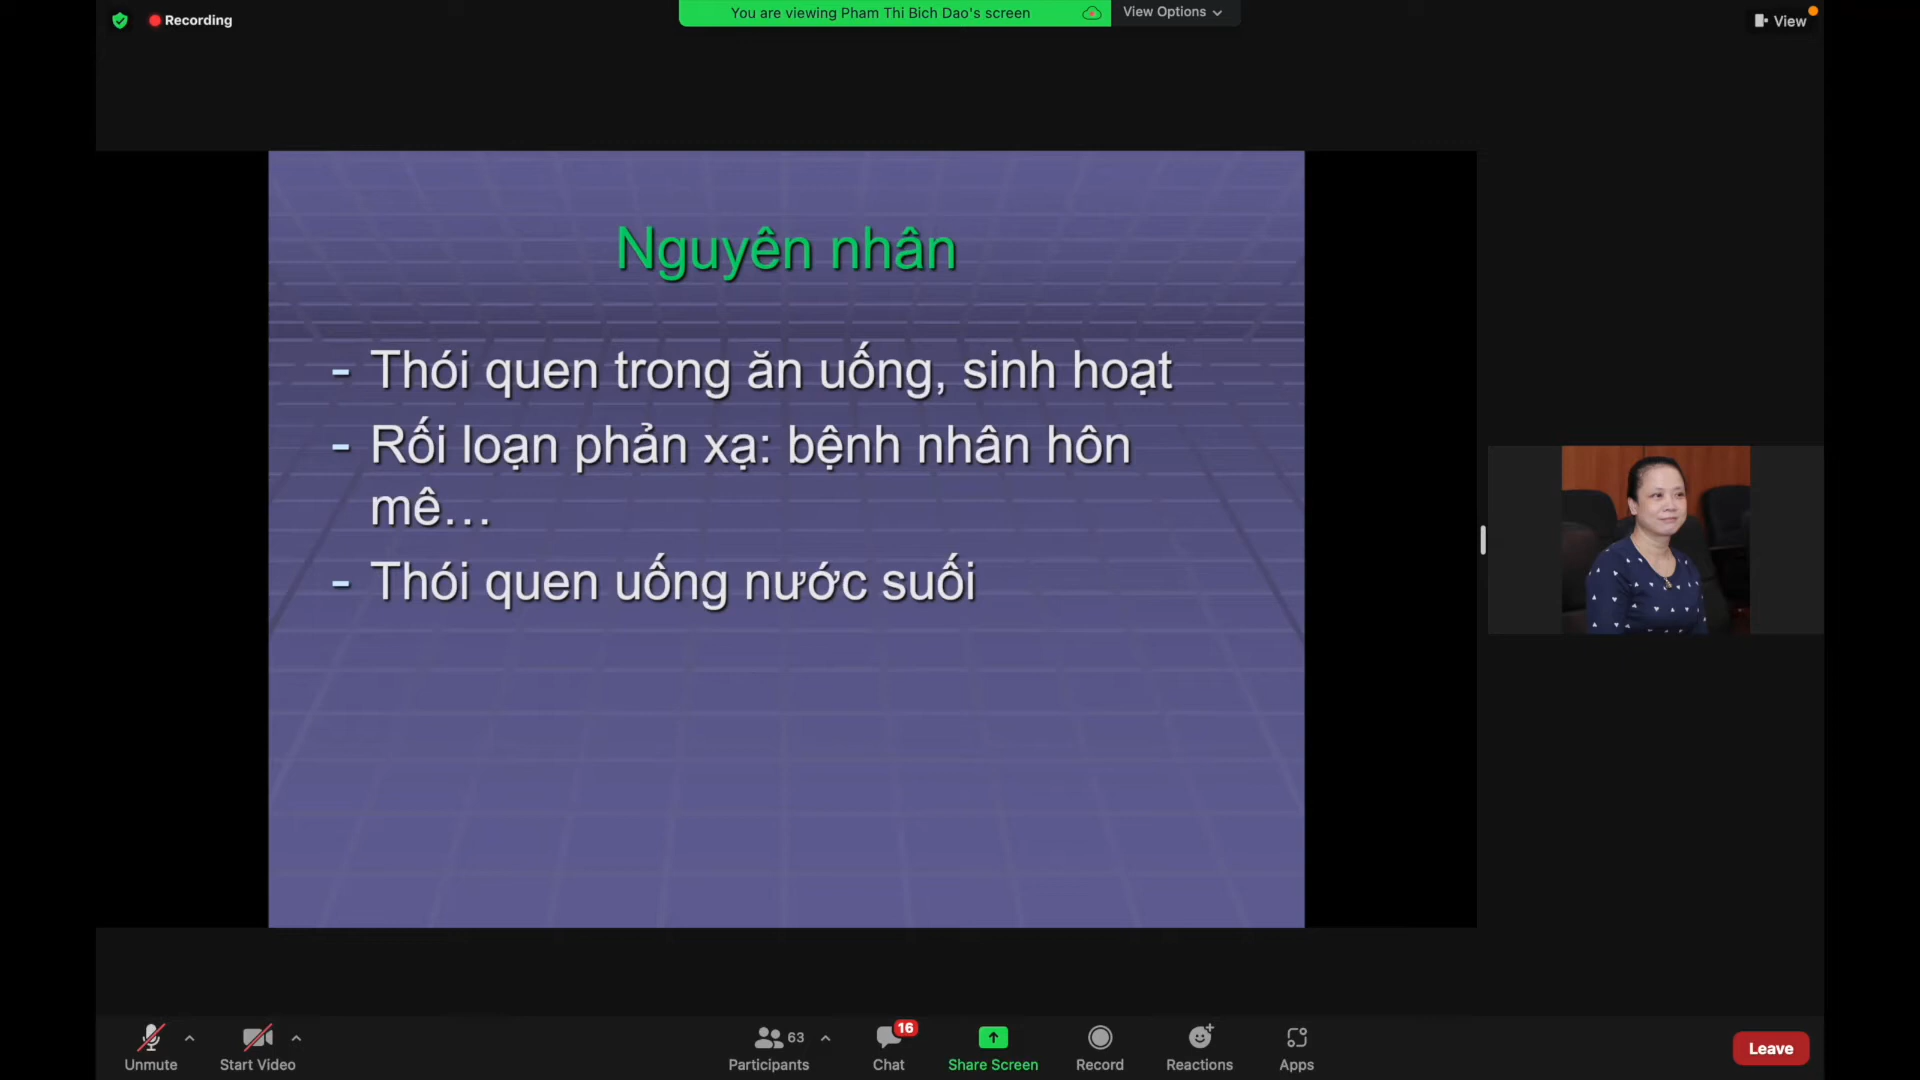 Recording
You are viewing Pham Thi Bich Dao's screen
View Options
View
Nguyên nhân
- Thói quen trong ăn uống, sinh hoạt
- Rối loạn phản xạ: bệnh nhân hôn
mê…
- Thói quen uống nước suối
Unmute
Start Video
63
Participants
16
Chat
Share Screen
Record
Reactions
Apps
Leave